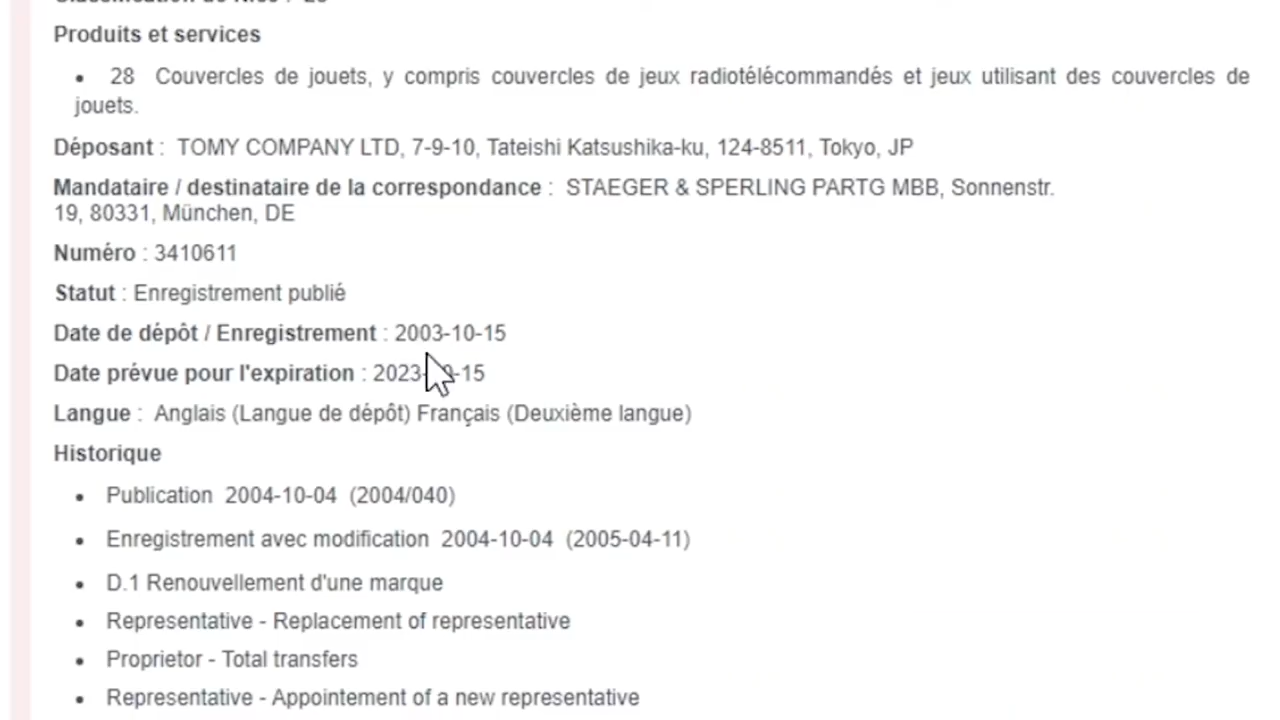 Produits et services
• 28 Couvercles de jouets, y compris couvercles de jeux radiotélécommandés et jeux utilisant des couvercles de
jouets.
Déposant : TOMY COMPANY LTD, 7-9-10, Tateishi Katsushika-ku, 124-8511, Tokyo, JP
Mandataire / destinataire de la correspondance : STAEGER & SPERLING PARTG MBB, Sonnenstr.
19, 80331, München, DE
Numéro : 3410611
Statut : Enregistrement publié
Date de dépôt / Enregistrement : 2003-10-15
Date prévue pour l'expiration :
Langue : Anglais (Langue de dépôt) Français (Deuxième langue)
Historique
• Publication 2004-10-04 (2004/040)
• Enregistrement avec modification 2004-10-04 (2005-04-11)
• D.1 Renouvellement d'une marque
• Representative - Replacement of representative
• Proprietor - Total transfers
• Representative - Appointement of a new representative